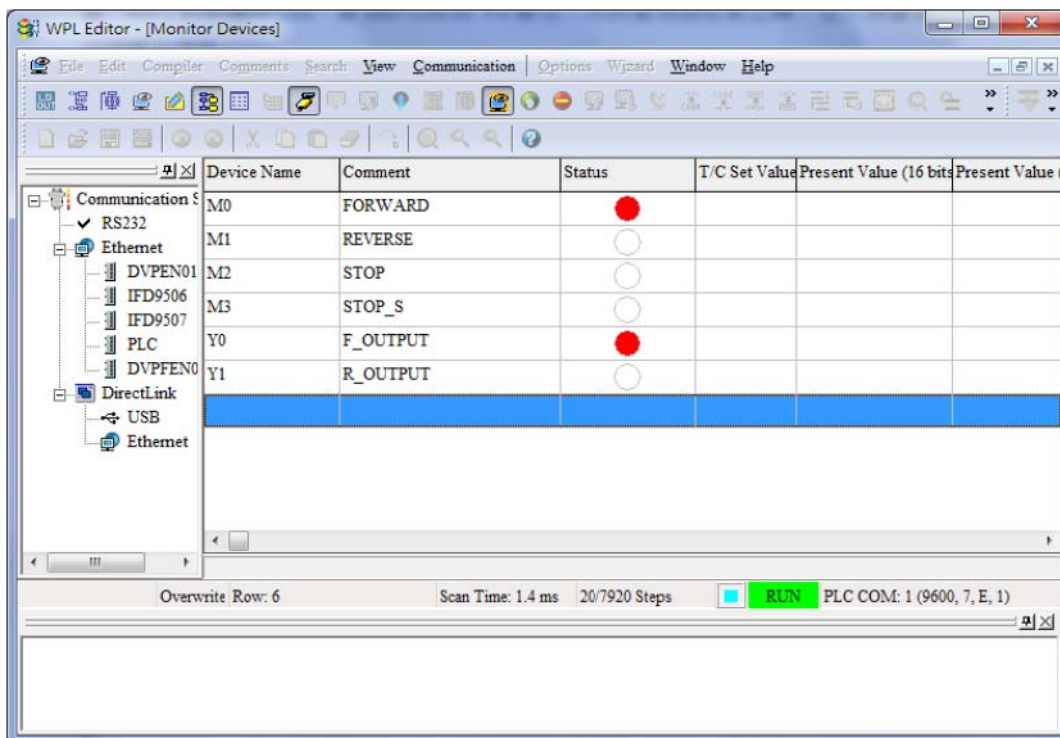 WPL Editor - [Monitor Devices]
File Edit Compiler Comments Search View Communication Options Wizard Window Help
Communication S
RS232
Ethernet
DVPEN01
IFD9506
IFD9507
PLC
DVPFEN0
DirectLink
USB
Ethernet
Device Name Comment Status T/C Set Value Present Value (16 bits Present Value (
M0 FORWARD
M1 REVERSE
M2 STOP
M3 STOP_S
Y0 F_OUTPUT
Y1 R_OUTPUT
Overwrite Row: 6 Scan Time: 1.4 ms 20/7920 Steps RUN PLC COM: 1 (9600, 7, E, 1)